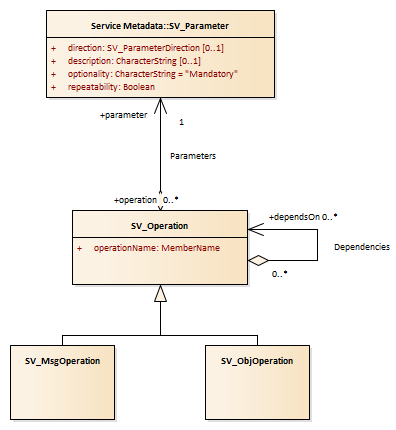 Service Metadata::SV_Parameter
+ direction: SV_ParameterDirection [0..1]
+ description: CharacterString [0..1]
+ optionality: CharacterString = "Mandatory"
+ repeatability: Boolean
+parameter
1
Parameters
+operation 0..*
SV_Operation
+ operationName: MemberName
+dependsOn 0..*
Dependencies
0..*
SV_MsgOperation
SV_ObjOperation